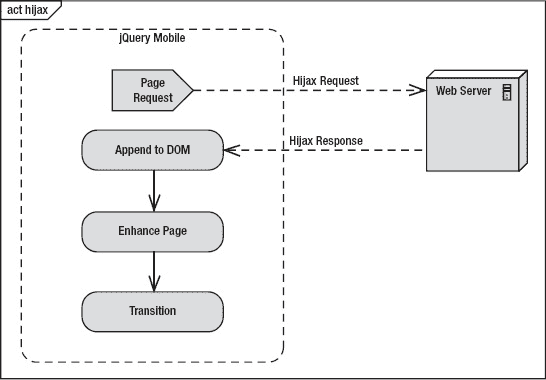 act hijax
jQuery Mobile
Page
Request
Hijax Request
Web Server
Hijax Response
Append to DOM
Enhance Page
Transition